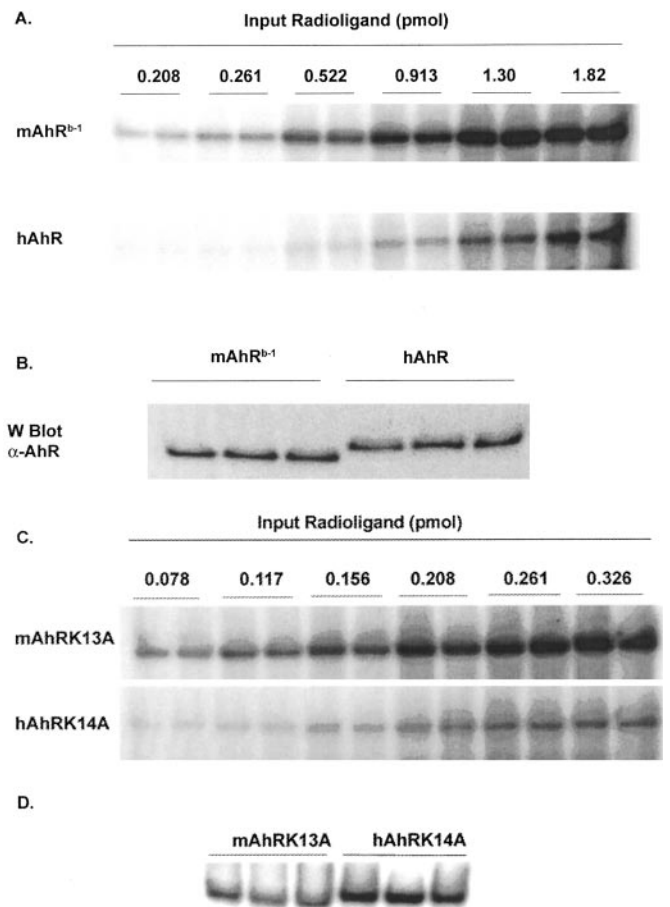 A.
Input Radioligand (pmol)
0.208 0.261 0.522 0.913 1.30 1.82
mAhRᵇ⁻¹
hAhR
B.
mAhRᵇ⁻¹ hAhR
W Blot
α-AhR
C.
Input Radioligand (pmol)
0.078 0.117 0.156 0.208 0.261 0.326
mAhRK13A
hAhRK14A
D.
mAhRK13A hAhRK14A